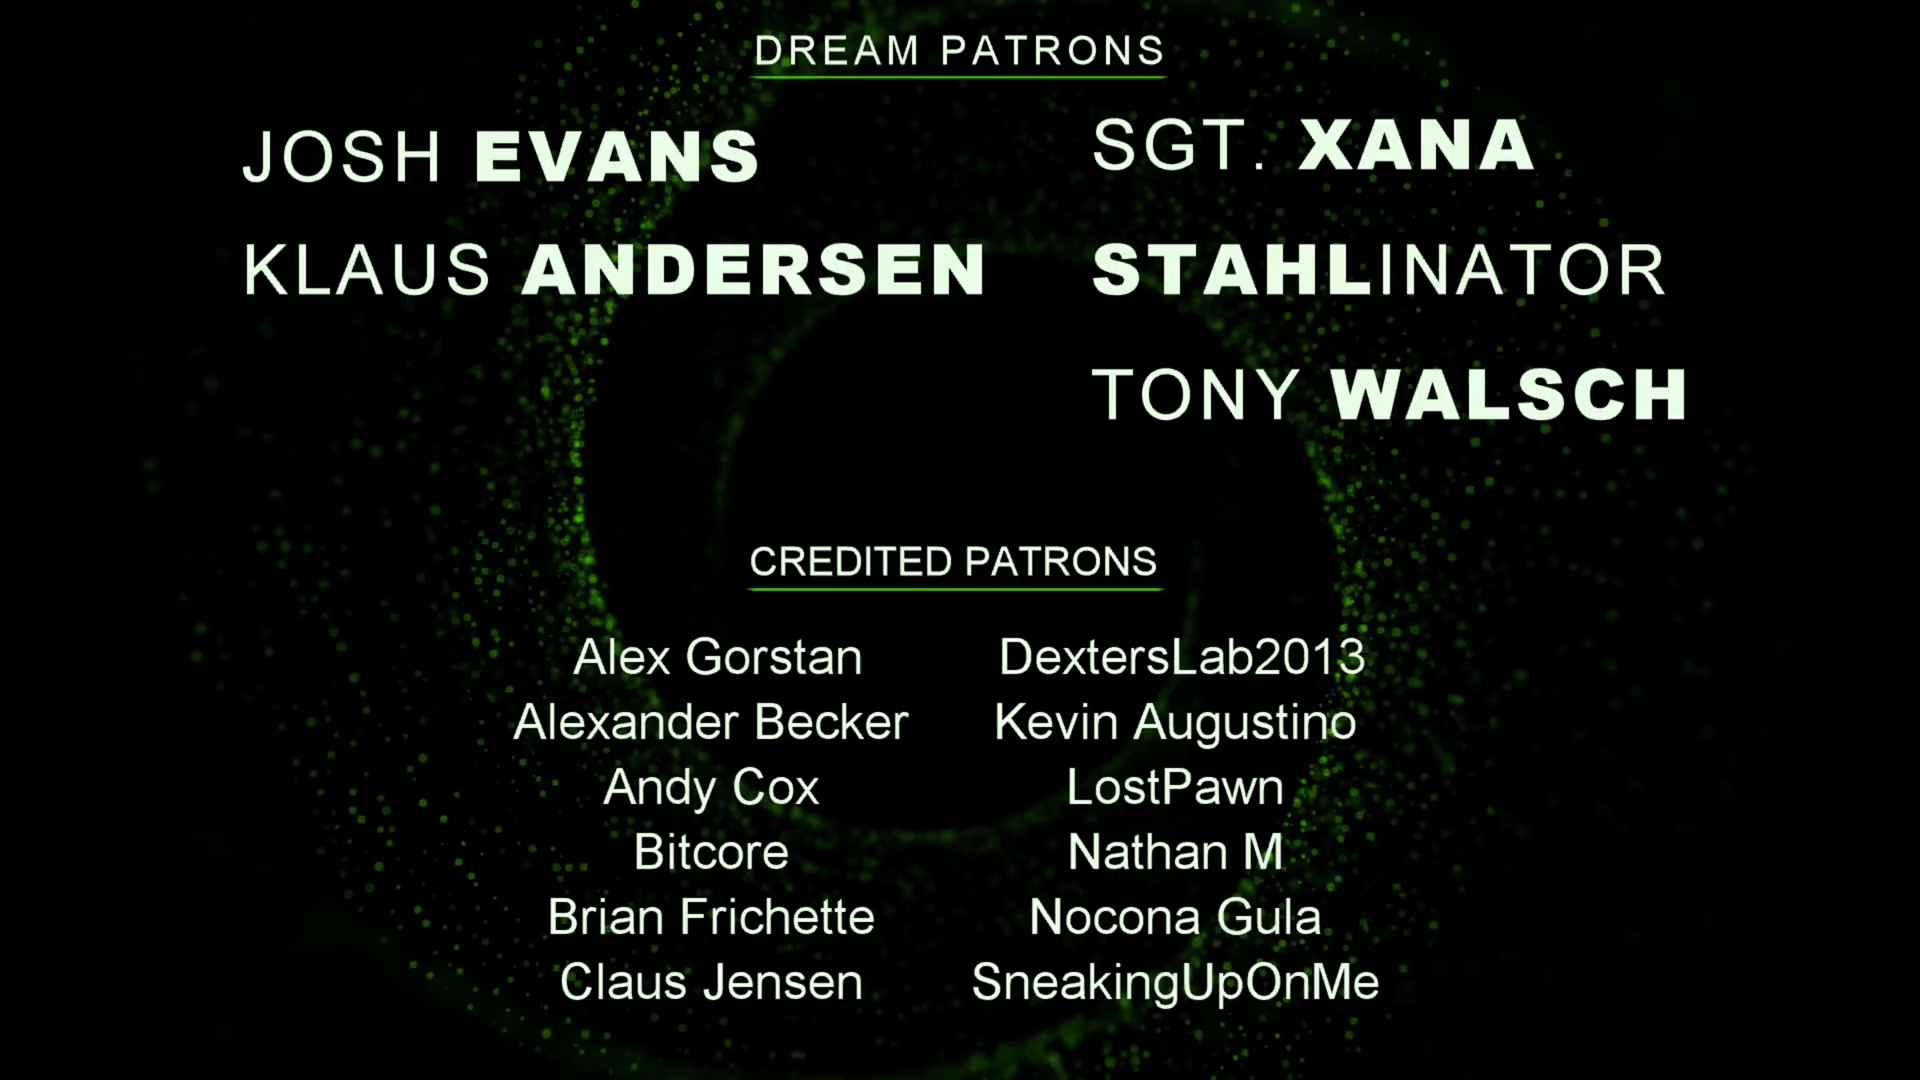 DREAM PATRONS
JOSH EVANS
KLAUS ANDERSEN
SGT. XANA
STAHLINATOR
TONY WALSCH
CREDITED PATRONS
Alex Gorstan
Alexander Becker
Andy Cox
Bitcore
Brian Frichette
Claus Jensen
DextersLab2013
Kevin Augustino
LostPawn
Nathan M
Nocona Gula
SneakingUpOnMe